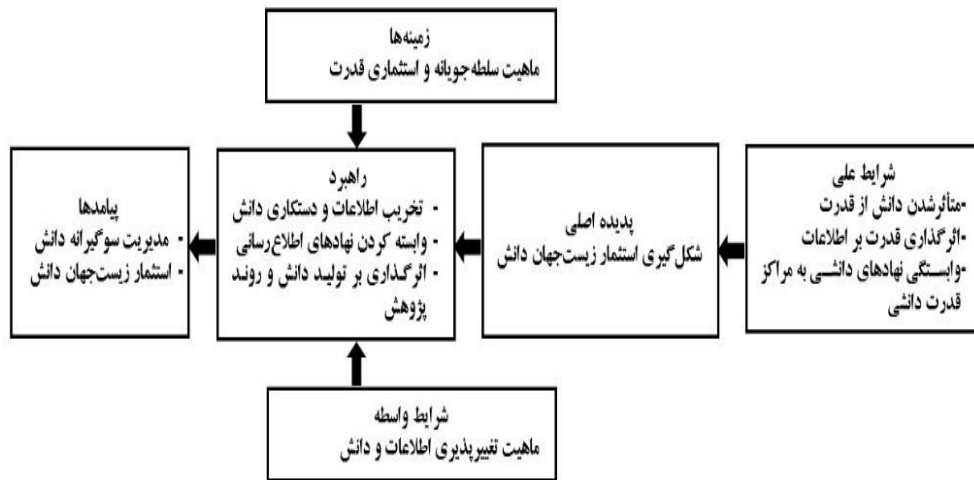 زمینه‌ها
ماهیت سلطه‌جویانه و استثماری قدرت
شرایط علی
-متأثرشدن دانش از قدرت
-اثرگذاری قدرت بر اطلاعات
-وابستگی نهادهای دانشی به مراکز
قدرت دانشی
پدیده اصلی
شکل‌گیری استثمار زیست‌جهان دانش
راهبرد
- تخریب اطلاعات و دستکاری دانش
- وابسته کردن نهادهای اطلاع‌رسانی
- اثرگذاری بر تولید دانش و روند
پژوهش
پیامدها
- مدیریت سوگیرانه دانش
- استثمار زیست‌جهان دانش
شرایط واسطه
ماهیت تغییرپذیری اطلاعات و دانش